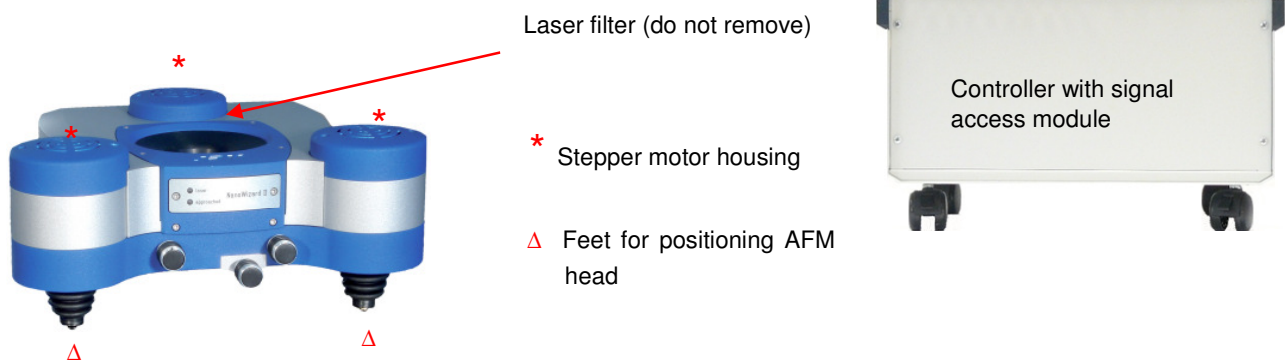 Laser filter (do not remove)
*
*
*
* Stepper motor housing
Δ Feet for positioning AFM
head
Δ
Δ
Controller with signal
access module
NanoWizard II
Approached